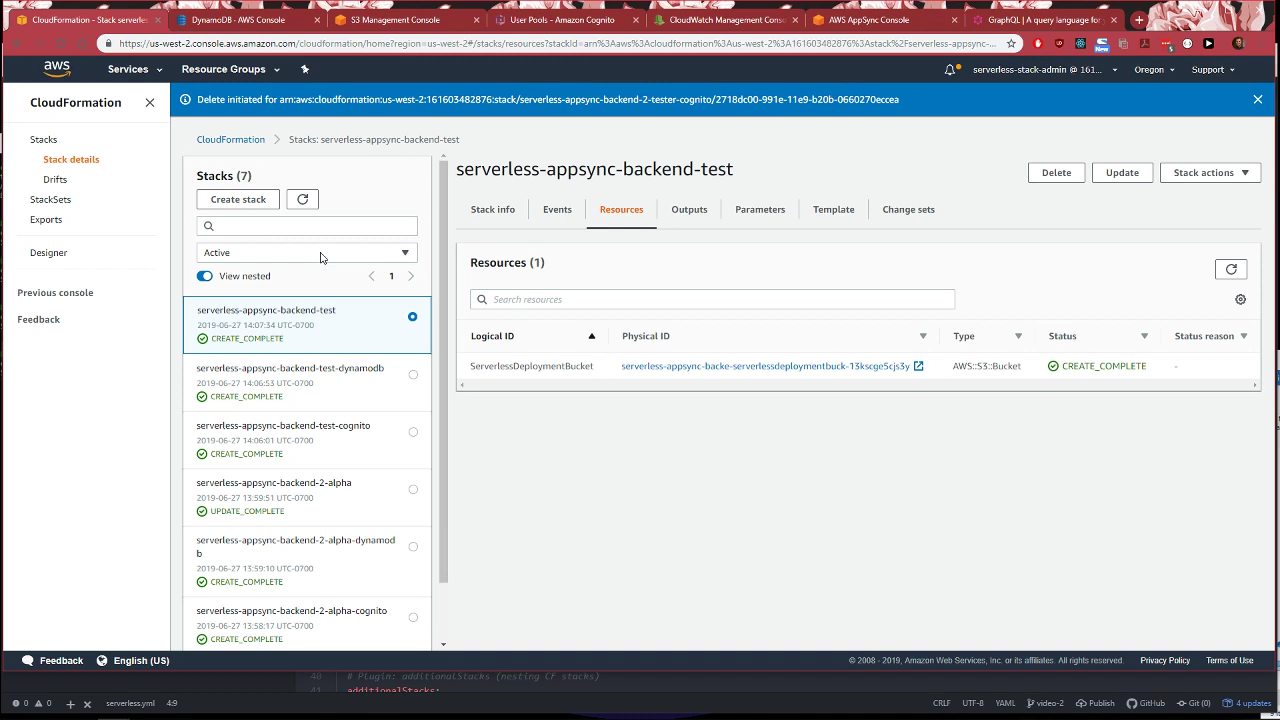 CloudFormation - Stack serverless-
DynamoDB - AWS Console
S3 Management Console
User Pools - Amazon Cognito
CloudWatch Management Cons
AWS AppSync Console
GraphQL | A query language for
https://us-west-2.console.aws.amazon.com/cloudformation/home?region=us-west-2#/stacks/resources?stackId=arn%3Aaws%3Acloudformation%3Aus-west-2%3A161603482876%3Astack%2Fserverless-appsync-...
aws
Services
Resource Groups
serverless-stack-admin @ 161...
Oregon
Support
CloudFormation
Stacks
Stack details
Drifts
StackSets
Exports
Designer
Previous console
Feedback
Delete initiated for arn:aws:cloudformation:us-west-2:161603482876:stack/serverless-appsync-backend-2-tester-cognito/2718dc00-991e-11e9-b20b-0660270eccea
CloudFormation
Stacks: serverless-appsync-backend-test
Stacks (7)
Create stack
Active
View nested
1
serverless-appsync-backend-test
2019-06-27 14:07:34 UTC-0700
CREATE_COMPLETE
serverless-appsync-backend-test-dynamodb
2019-06-27 14:06:53 UTC-0700
CREATE_COMPLETE
serverless-appsync-backend-test-cognito
2019-06-27 14:06:01 UTC-0700
CREATE_COMPLETE
serverless-appsync-backend-2-alpha
2019-06-27 13:59:51 UTC-0700
UPDATE_COMPLETE
serverless-appsync-backend-2-alpha-dynamod
b
2019-06-27 13:59:10 UTC-0700
CREATE_COMPLETE
serverless-appsync-backend-2-alpha-cognito
2019-06-27 13:58:17 UTC-0700
CREATE_COMPLETE
serverless-appsync-backend-test
Delete
Update
Stack actions
Stack info
Events
Resources
Outputs
Parameters
Template
Change sets
Resources (1)
Search resources
Logical ID
Physical ID
Type
Status
Status reason
ServerlessDeploymentBucket
serverless-appsync-backe-serverlessdeploymentbuck-13kscge5cjs3y
AWS::S3::Bucket
CREATE_COMPLETE
-
Feedback
English (US)
© 2008 - 2019, Amazon Web Services, Inc. or its affiliates. All rights reserved.
Privacy Policy
Terms of Use
40 # Plugin: additionalStacks (nesting CF stacks)
41 additionalStacks:
0
0
serverless.yml
4:9
CRLF
UTF-8
YAML
video-2
Publish
GitHub
Git (0)
4 updates